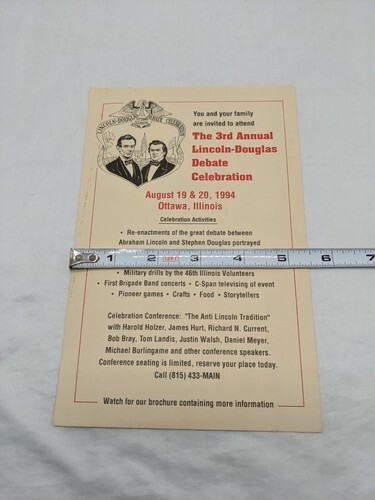 LINCOLN-DOUGLAS DEBATE CELEBRATION
You and your family
are invited to attend
The 3rd Annual
Lincoln-Douglas
Debate
Celebration
August 19 & 20, 1994
Ottawa, Illinois
Celebration Activities
• Re-enactments of the great debate between
Abraham Lincoln and Stephen Douglas portrayed
1 2 3 4 5 6 7
• Military drills by the 46th Illinois Volunteers
• First Brigade Band concerts • C-Span televising of event
• Pioneer games • Crafts • Food • Storytellers
Celebration Conference: "The Anti Lincoln Tradition"
with Harold Holzer, James Hurt, Richard N. Current,
Bob Bray, Tom Landis, Justin Walsh, Daniel Meyer,
Michael Burlingame and other conference speakers.
Conference seating is limited, reserve your place today.
Call (815) 433-MAIN
Watch for our brochure containing more information